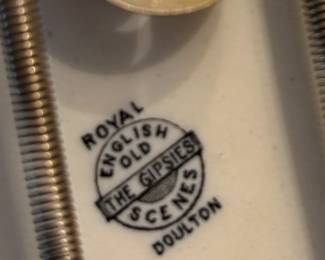 ROYAL
ENGLISH
OLD
THE GIPSIES
SCENES
DOULTON